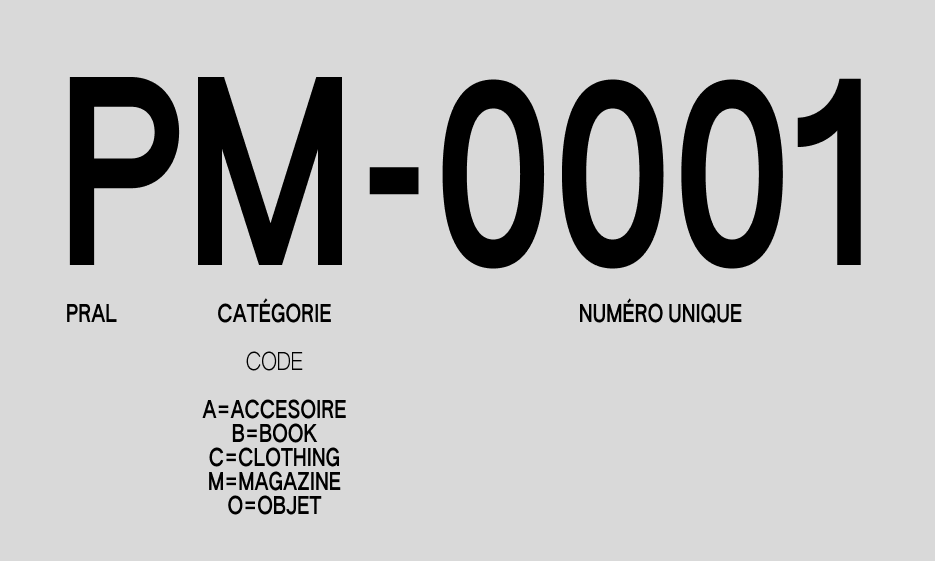 PM-0001
PRAL CATÉGORIE NUMÉRO UNIQUE
CODE
A=ACCESOIRE
B=BOOK
C=CLOTHING
M=MAGAZINE
O=OBJET